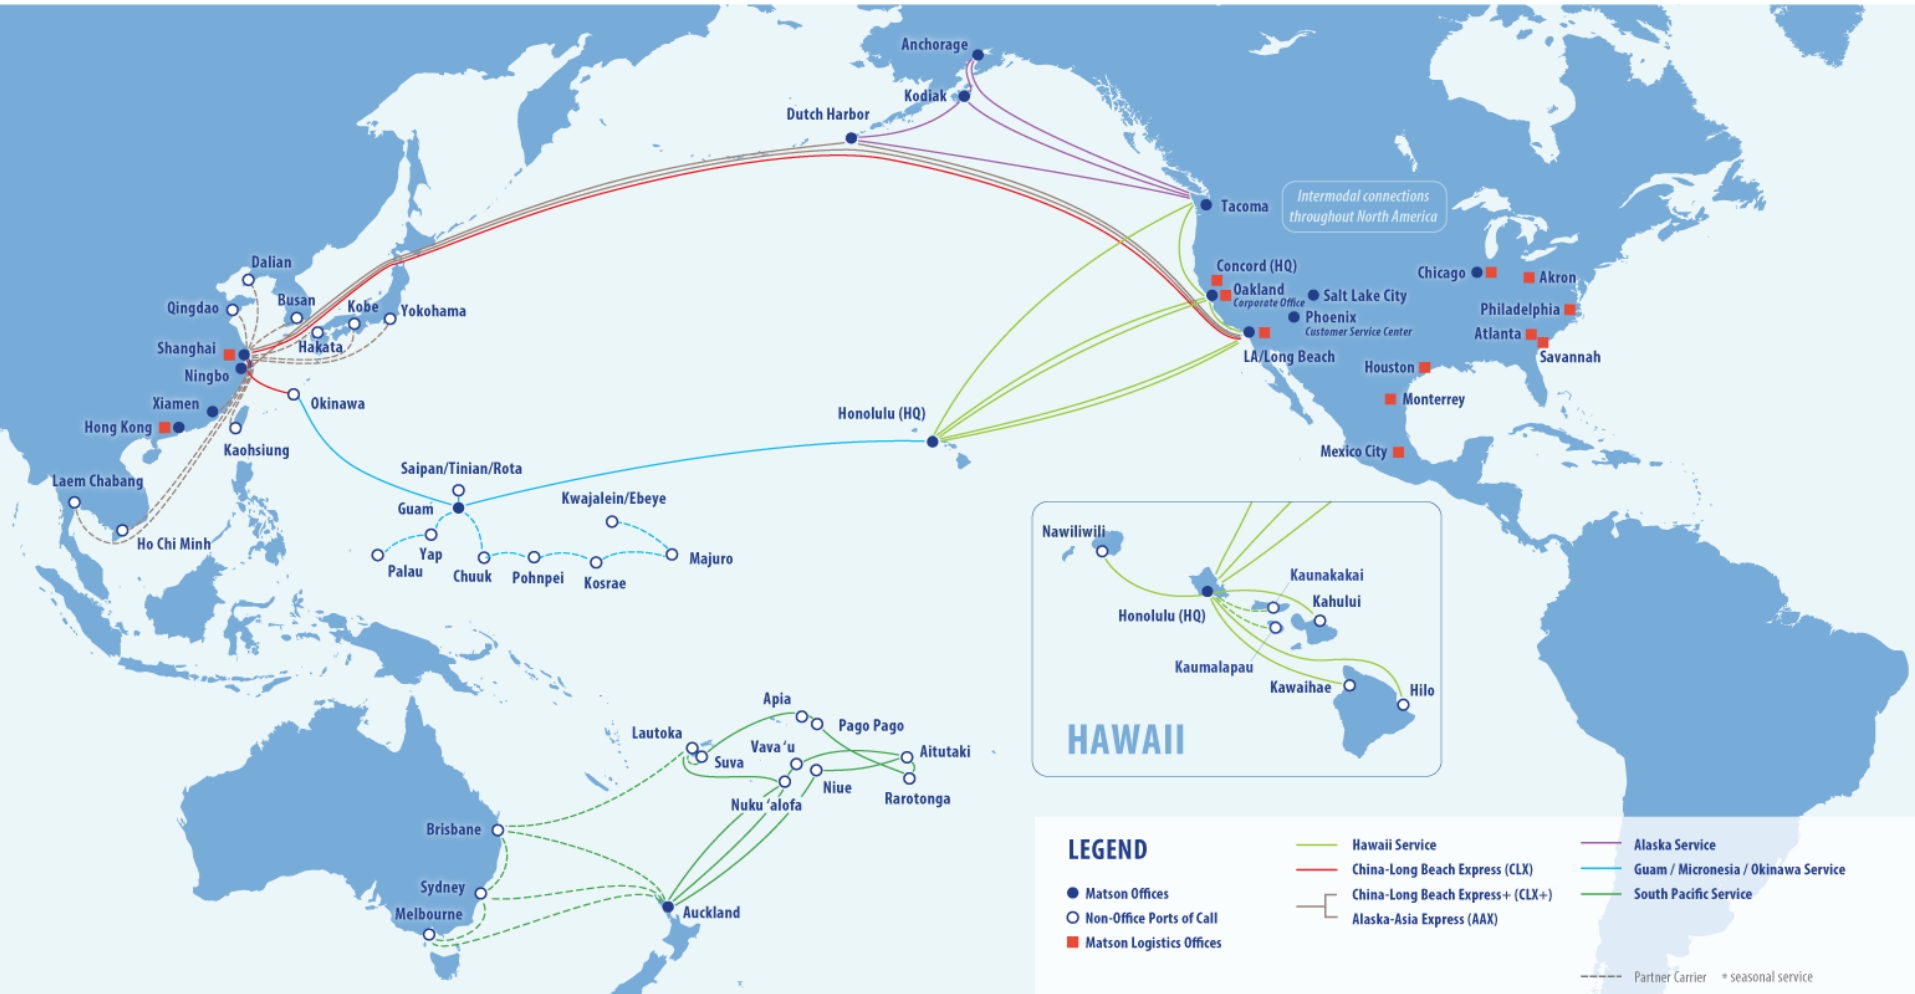 Anchorage
Kodiak
Dutch Harbor
Tacoma
Intermodal connections
throughout North America
Concord (HQ)
Oakland
Corporate Office
Salt Lake City
Phoenix
Customer Service Center
LA/Long Beach
Chicago
Akron
Philadelphia
Atlanta
Savannah
Houston
Monterrey
Mexico City
Dalian
Qingdao
Busan
Kobe
Yokohama
Hakata
Shanghai
Ningbo
Okinawa
Xiamen
Hong Kong
Kaohsiung
Laem Chabang
Ho Chi Minh
Honolulu (HQ)
Saipan/Tinian/Rota
Guam
Kwajalein/Ebeye
Yap
Palau
Chuuk
Pohnpei
Kosrae
Majuro
Nawiliwili
Honolulu (HQ)
Kaunakakai
Kahului
Kaumalapau
Kawaihae
Hilo
HAWAII
Apia
Pago Pago
Lautoka
Suva
Vava ‘u
Aitutaki
Niue
Nuku ‘alofa
Rarotonga
Brisbane
Sydney
Melbourne
Auckland
LEGEND
Matson Offices
Non-Office Ports of Call
Matson Logistics Offices
Hawaii Service
China-Long Beach Express (CLX)
China-Long Beach Express+ (CLX+)
Alaska-Asia Express (AAX)
Alaska Service
Guam / Micronesia / Okinawa Service
South Pacific Service
Partner Carrier * seasonal service